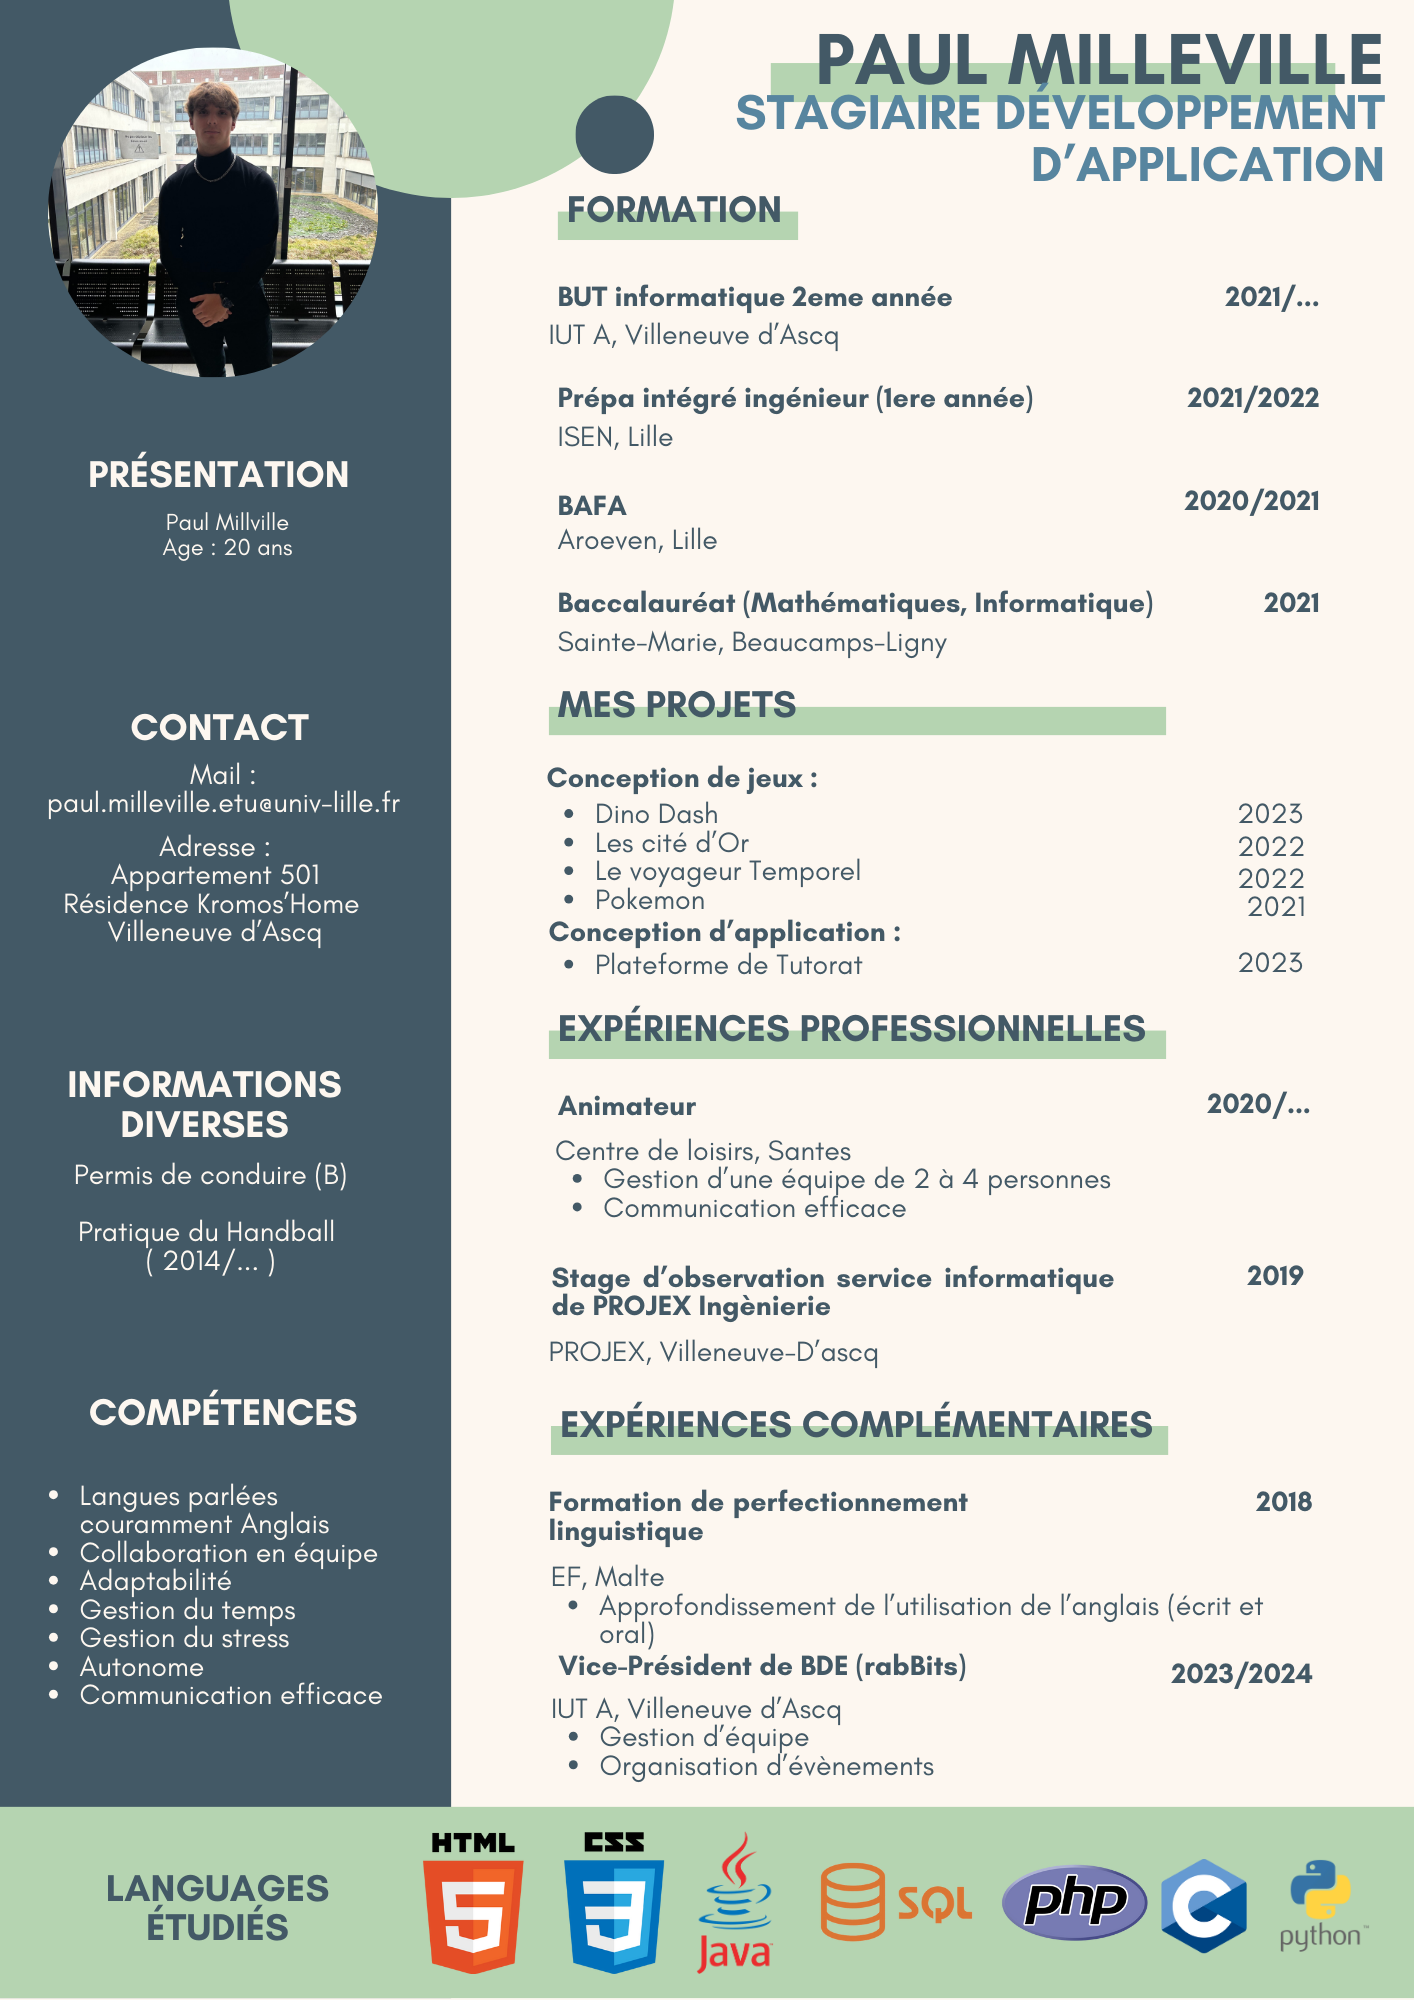 PAUL MILLEVILLE
STAGIAIRE DÉVELOPPEMENT
D’APPLICATION
PRÉSENTATION
Paul Millville
Age : 20 ans
CONTACT
Mail :
paul.milleville.etu@univ-lille.fr
Adresse :
Appartement 501
Résidence Kromos’Home
Villeneuve d’Ascq
INFORMATIONS
DIVERSES
Permis de conduire (B)
Pratique du Handball
( 2014/... )
COMPÉTENCES
• Langues parlées
couramment Anglais
• Collaboration en équipe
• Adaptabilité
• Gestion du temps
• Gestion du stress
• Autonome
• Communication efficace
FORMATION
BUT informatique 2eme année 2021/...
IUT A, Villeneuve d’Ascq
Prépa intégré ingénieur (1ere année) 2021/2022
ISEN, Lille
BAFA 2020/2021
Aroeven, Lille
Baccalauréat (Mathématiques, Informatique) 2021
Sainte-Marie, Beaucamps-Ligny
MES PROJETS
Conception de jeux :
• Dino Dash 2023
• Les cité d’Or 2022
• Le voyageur Temporel 2022
• Pokemon 2021
Conception d’application :
• Plateforme de Tutorat 2023
EXPÉRIENCES PROFESSIONNELLES
Animateur 2020/...
Centre de loisirs, Santes
• Gestion d’une équipe de 2 à 4 personnes
• Communication efficace
Stage d’observation service informatique 2019
de PROJEX Ingènierie
PROJEX, Villeneuve-D’ascq
EXPÉRIENCES COMPLÉMENTAIRES
Formation de perfectionnement 2018
linguistique
EF, Malte
• Approfondissement de l’utilisation de l’anglais (écrit et
oral)
Vice-Président de BDE (rabBits) 2023/2024
IUT A, Villeneuve d’Ascq
• Gestion d’équipe
• Organisation d’évènements
LANGUAGES
ÉTUDIÉS
HTML
5
CSS
3
Java
SQL
php
C
python™